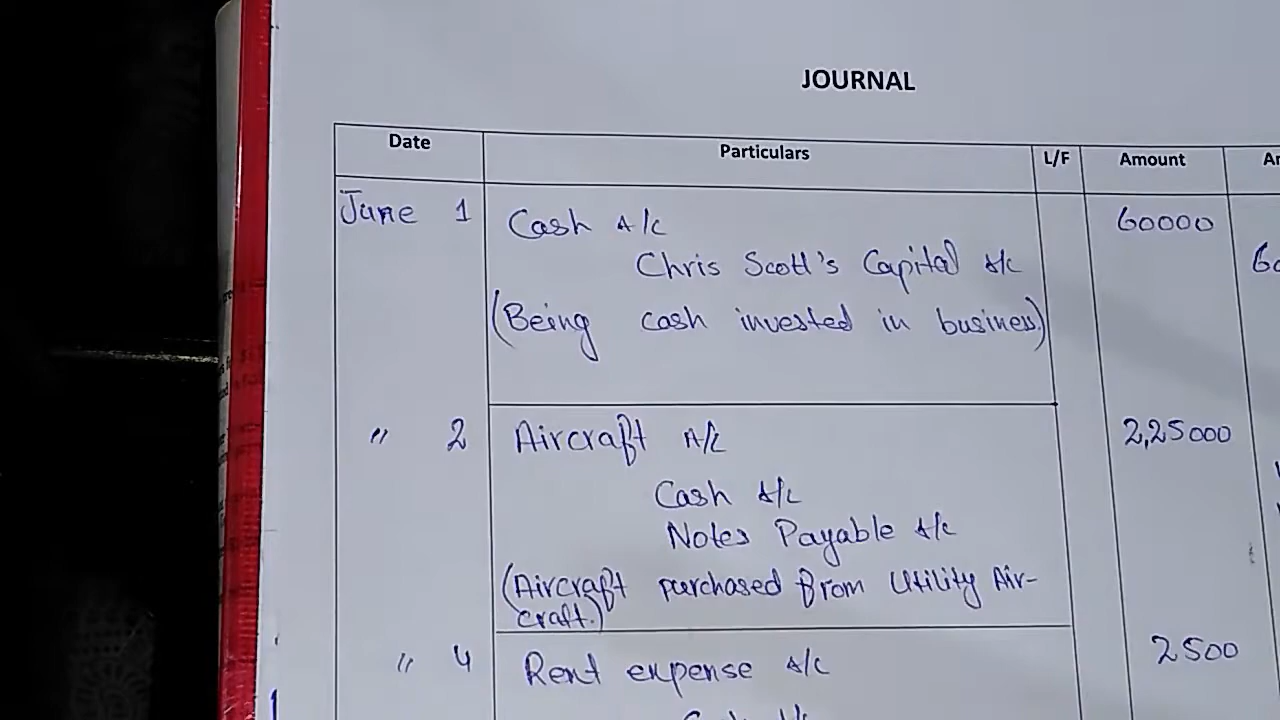 JOURNAL
Date Particulars L/F Amount
June 1 Cash A/c 60000
Chris Scott's Capital A/c
(Being cash invested in business)
" 2 Aircraft A/c 2,25000
Cash A/c
Notes Payable A/c
(Aircraft purchased from Utility Air-
craft.)
" 4 Rent expense A/c 2500